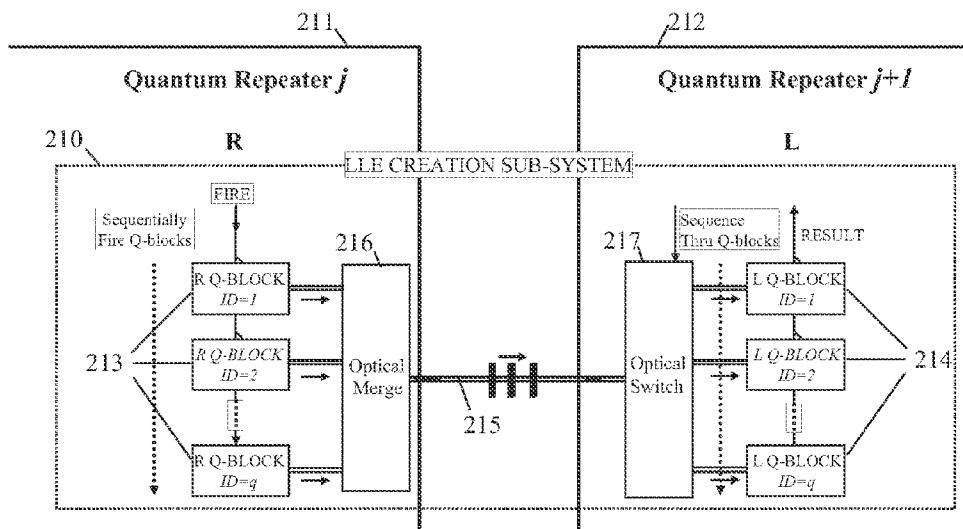 211
212
Quantum Repeater j
Quantum Repeater j+1
210
R
L
LLE CREATION SUB-SYSTEM
FIRE
Sequentially
Fire Q-blocks
216
217
Sequence
Thru Q-blocks
RESULT
R Q-BLOCK
ID=1
R Q-BLOCK
ID=2
R Q-BLOCK
ID=q
213
Optical
Merge
215
Optical
Switch
L Q-BLOCK
ID=1
L Q-BLOCK
ID=2
L Q-BLOCK
ID=q
214